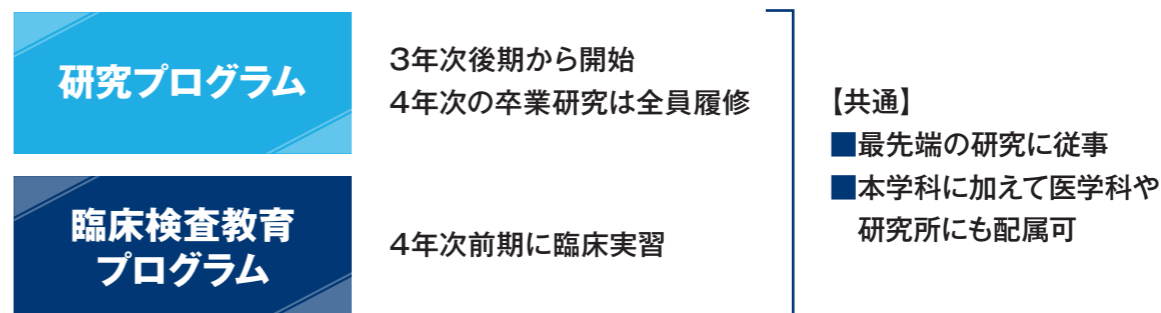 研究プログラム
3年次後期から開始
4年次の卒業研究は全員履修
臨床検査教育
プログラム
4年次前期に臨床実習
【共通】
■最先端の研究に従事
■本学科に加えて医学科や
研究所にも配属可